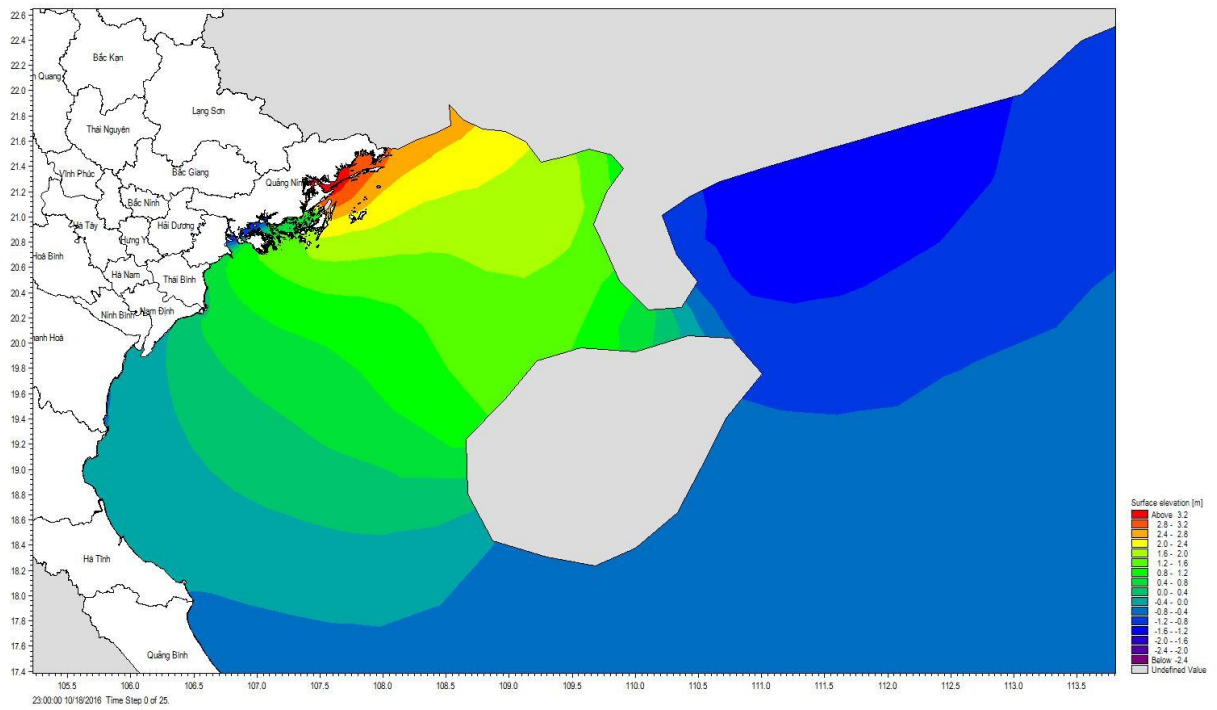 22.6
22.4
22.2
22.0
21.8
21.6
21.4
21.2
21.0
20.8
20.6
20.4
20.2
20.0
19.8
19.6
19.4
19.2
19.0
18.8
18.6
18.4
18.2
18.0
17.8
17.6
17.4
Bắc Kạn
n Quang
Lạng Sơn
Thái Nguyên
Vĩnh Phúc
Bắc Giang
Quảng Nin
Bắc Ninh
Hà Tây
Hải Dương
Hưng Y
Hoà Bình
Hà Nam
Thái Bình
Ninh Bình
Nam Định
anh Hoá
Hà Tĩnh
Quảng Bình
105.5 106.0 106.5 107.0 107.5 108.0 108.5 109.0 109.5 110.0 110.5 111.0 111.5 112.0 112.5 113.0 113.5
23:00:00 10/18/2016 Time Step 0 of 25.
Surface elevation [m]
Above 3.2
2.8 - 3.2
2.4 - 2.8
2.0 - 2.4
1.6 - 2.0
1.2 - 1.6
0.8 - 1.2
0.4 - 0.8
0.0 - 0.4
-0.4 - 0.0
-0.8 - -0.4
-1.2 - -0.8
-1.6 - -1.2
-2.0 - -1.6
-2.4 - -2.0
Below -2.4
Undefined Value